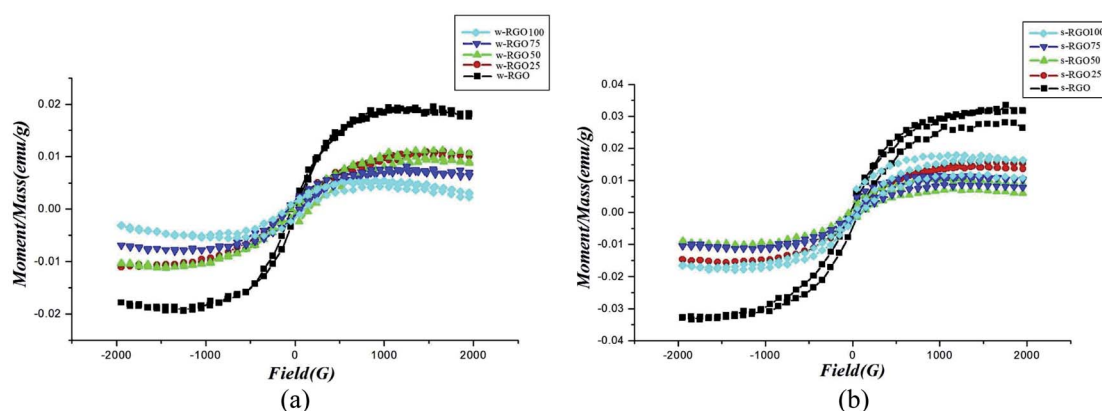 w-RGO100
w-RGO75
w-RGO50
w-RGO25
w-RGO
0.02
0.01
0.00
-0.01
-0.02
Moment/Mass(emu/g)
-2000
-1000
0
1000
2000
Field(G)
(a)
s-RGO100
s-RGO75
s-RGO50
s-RGO25
s-RGO
0.04
0.03
0.02
0.01
0.00
-0.01
-0.02
-0.03
-0.04
Moment/Mass(emu/g)
-2000
-1000
0
1000
2000
Field(G)
(b)